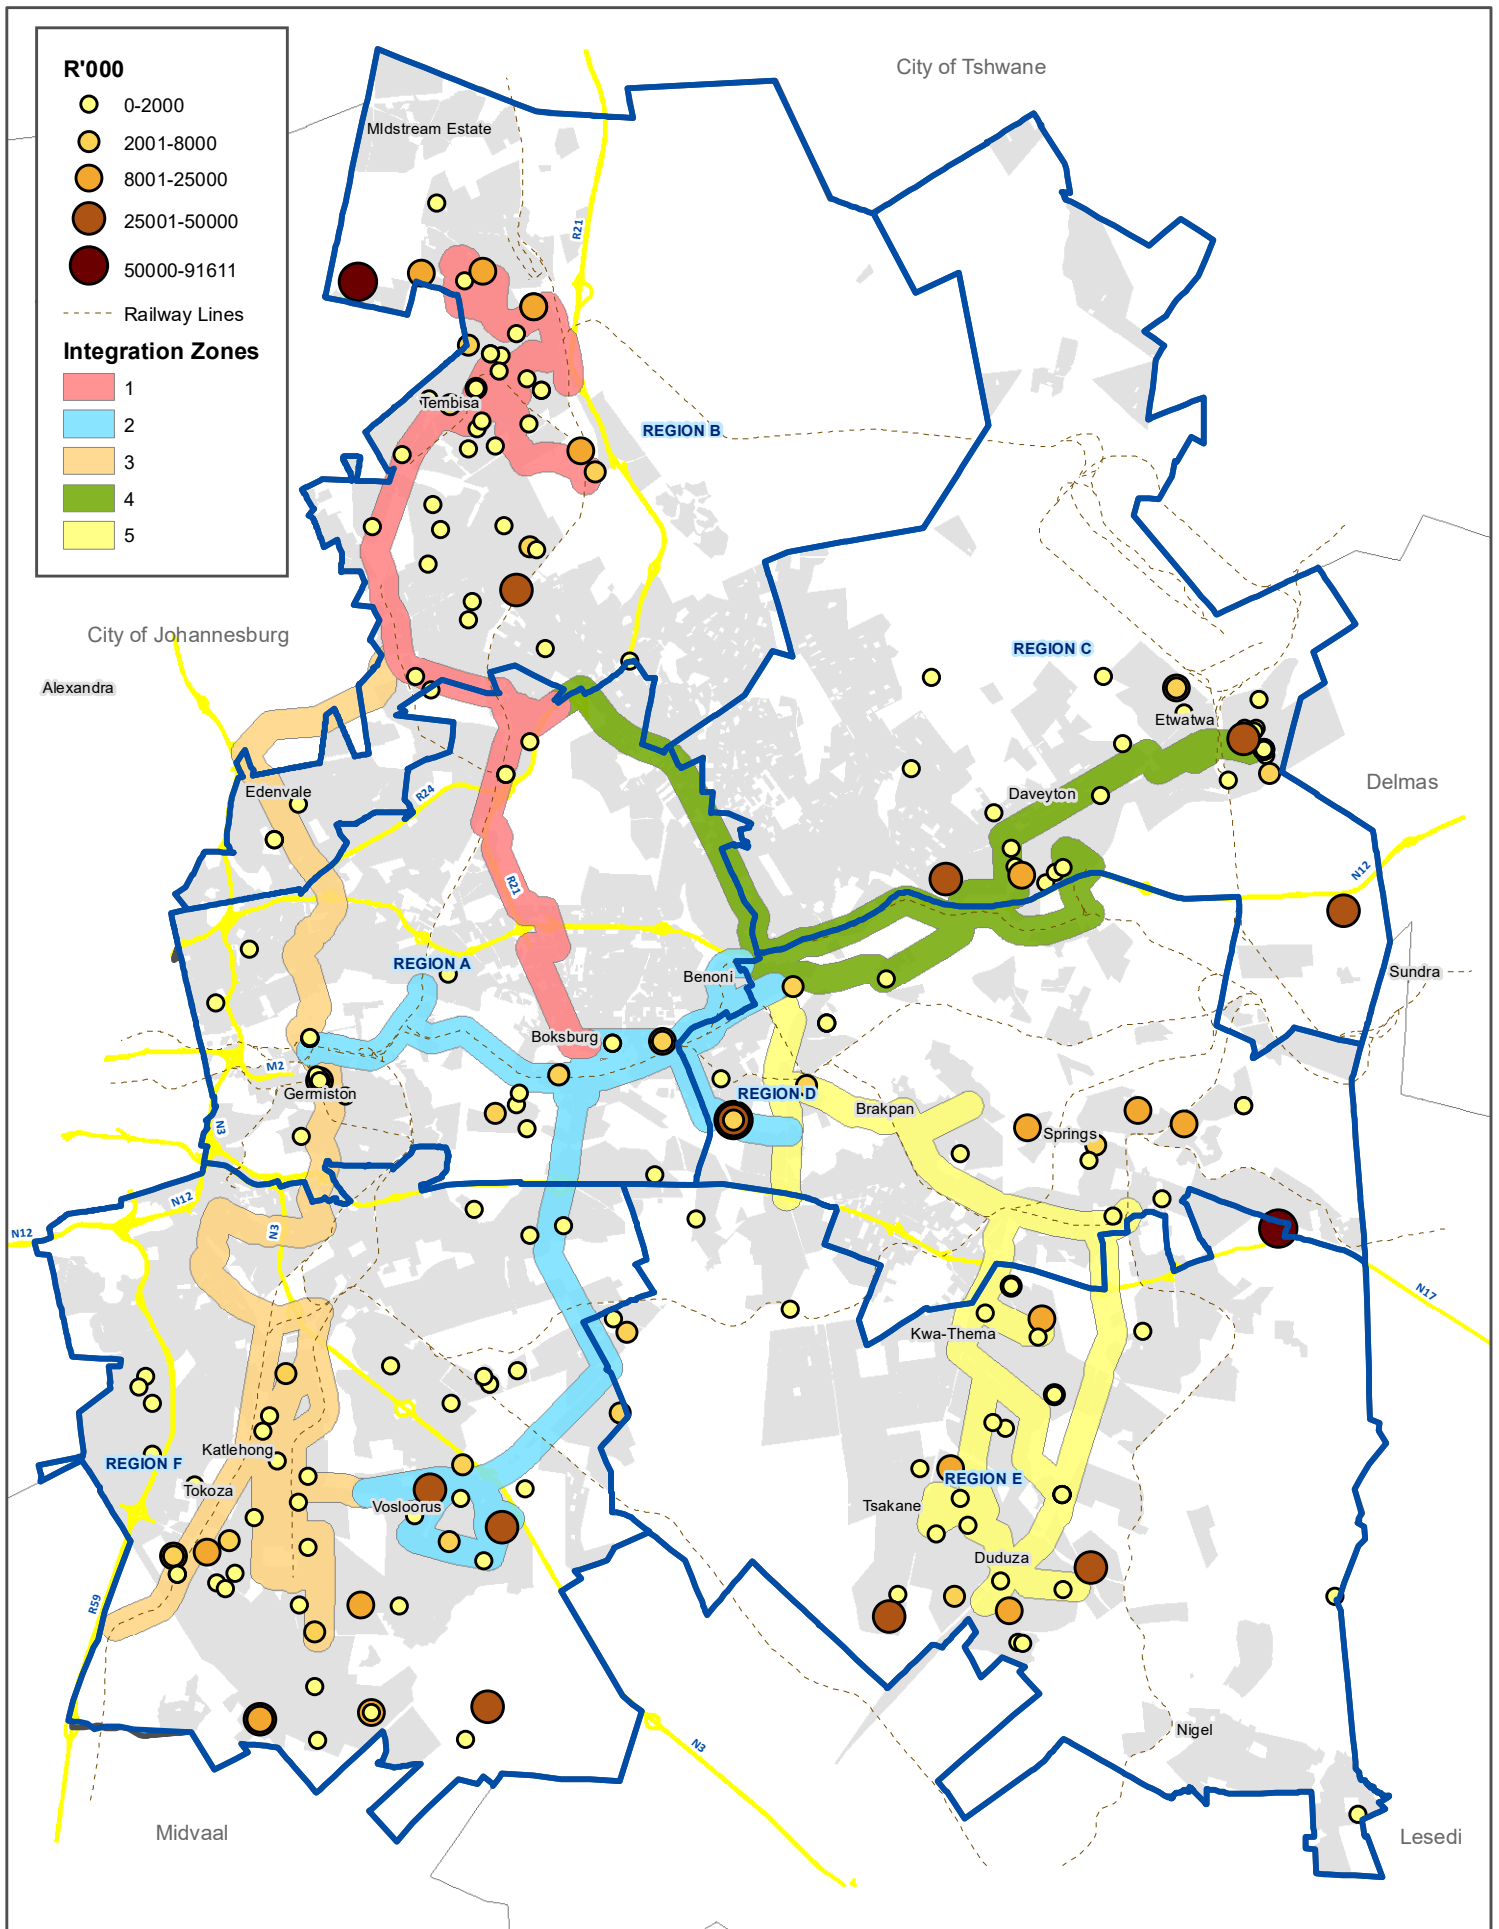 R'000
0-2000
2001-8000
8001-25000
25001-50000
50000-91611
Railway Lines
Integration Zones
1
2
3
4
5
City of Tshwane
MIdstream Estate
R21
Tembisa
REGION B
City of Johannesburg
Alexandra
REGION C
Etwatwa
Delmas
Edenvale
R24
Daveyton
N12
R21
REGION A
Benoni
Sundra
Boksburg
M2
Germiston
REGION D
Brakpan
Springs
N3
N12
N12
N3
N17
Kwa-Thema
Katlehong
REGION F
Tokoza
Vosloorus
REGION E
Tsakane
Duduza
R59
N3
Nigel
Midvaal
Lesedi